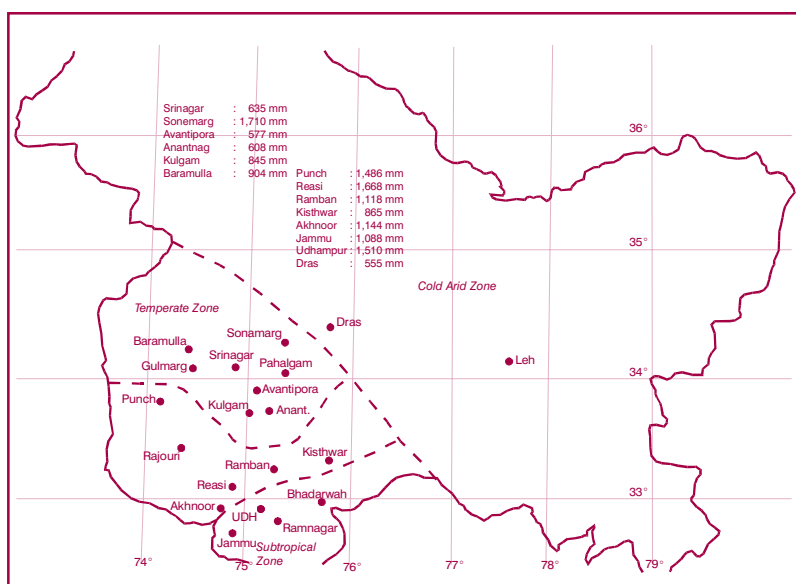 Srinagar : 635 mm
Sonemarg : 1,710 mm
Avantipora : 577 mm
Anantnag : 608 mm
Kulgam : 845 mm
Baramulla : 904 mm
Punch : 1,486 mm
Reasi : 1,668 mm
Ramban : 1,118 mm
Kisthwar : 865 mm
Akhnoor : 1,144 mm
Jammu : 1,088 mm
Udhampur : 1,510 mm
Dras : 555 mm
36°
35°
Cold Arid Zone
Temperate Zone
Dras
Sonamarg
Baramulla
Srinagar
Leh
Gulmarg
Pahalgam
34°
Avantipora
Punch
Kulgam
Anant.
Rajouri
Kisthwar
Ramban
Reasi
Bhadarwah
33°
Akhnoor
UDH
Ramnagar
Jammu
Subtropical
Zone
74°
75°
76°
77°
78°
79°